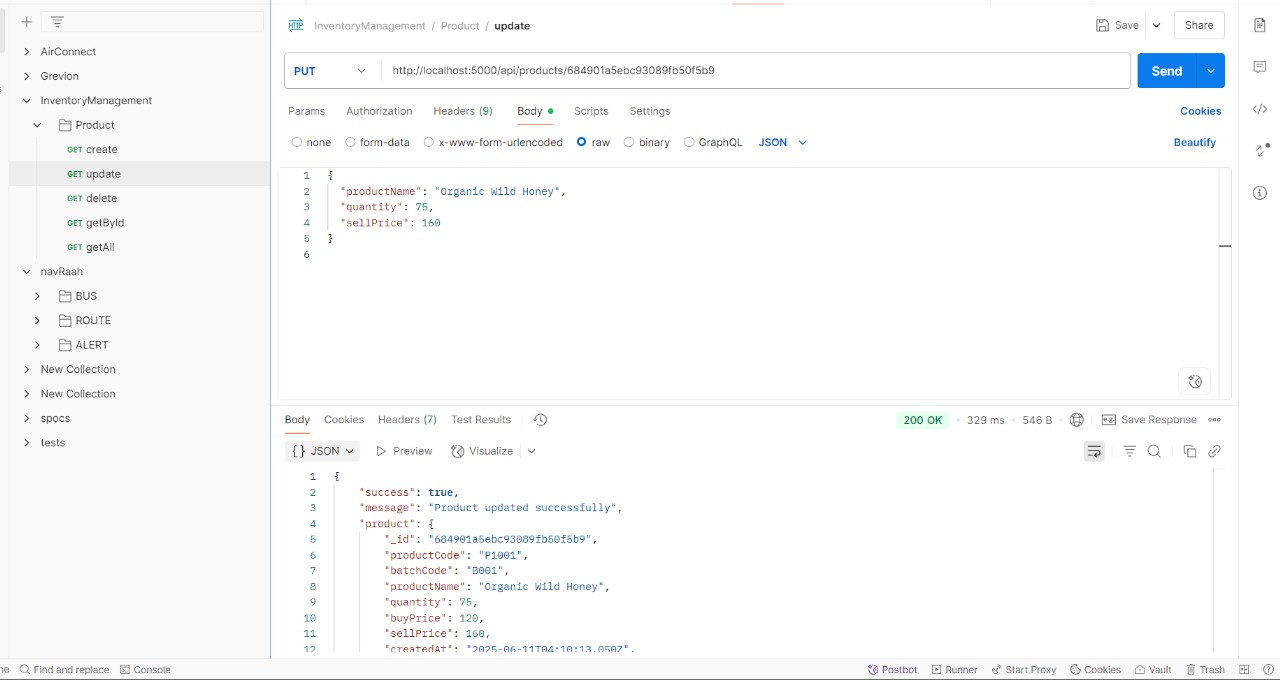 InventoryManagement / Product / update
Save
Share
AirConnect
Grevion
InventoryManagement
Product
GET create
GET update
GET delete
GET getById
GET getAll
navRaah
BUS
ROUTE
ALERT
New Collection
New Collection
spocs
tests
HTTP
PUT http://localhost:5000/api/products/684901a5ebc93089fb50f5b9
Send
Params Authorization Headers (9) Body Scripts Settings Cookies
none form-data x-www-form-urlencoded raw binary GraphQL JSON Beautify
1 {
2 "productName": "Organic Wild Honey",
3 "quantity": 75,
4 "sellPrice": 160
5 }
6
Body Cookies Headers (7) Test Results 200 OK • 329 ms • 546 B • Save Response
{} JSON Preview Visualize
1 {
2 "success": true,
3 "message": "Product updated successfully",
4 "product": {
5 "_id": "684901a5ebc93089fb50f5b9",
6 "productCode": "P1001",
7 "batchCode": "B001",
8 "productName": "Organic Wild Honey",
9 "quantity": 75,
10 "buyPrice": 120,
11 "sellPrice": 160,
12 "createdAt": "2025-06-11T04:10:13.050Z",
Find and replace Console Postbot Runner Start Proxy Cookies Vault Trash